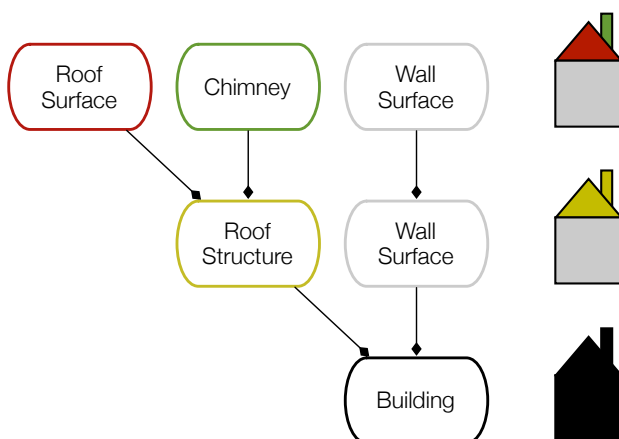 Roof
Surface
Chimney
Wall
Surface
Roof
Structure
Wall
Surface
Building